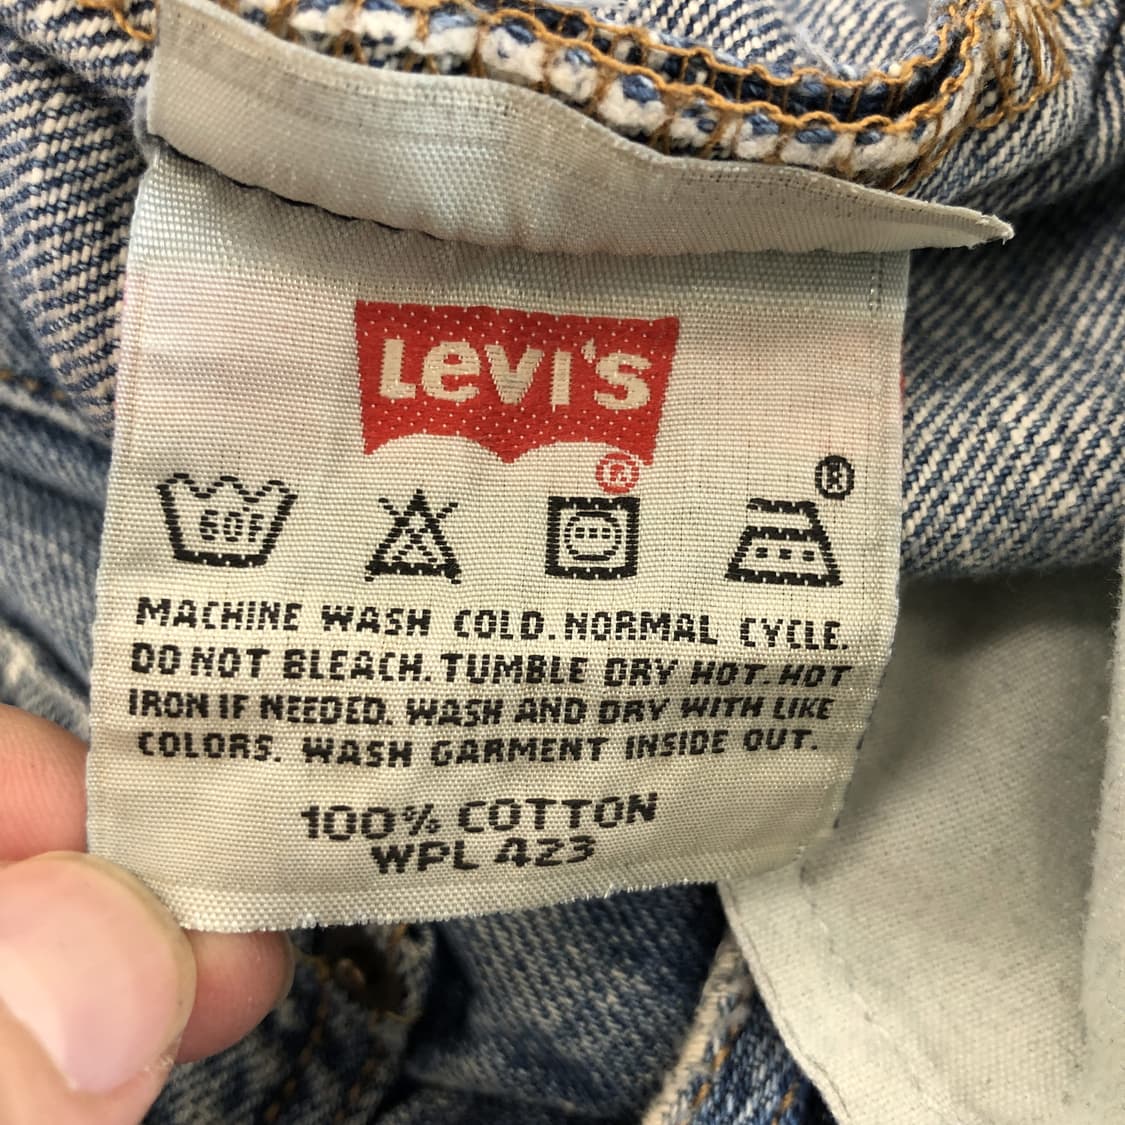 Levi's
®
®
60F
MACHINE WASH COLD. NORMAL CYCLE.
DO NOT BLEACH. TUMBLE DRY HOT. HOT
IRON IF NEEDED. WASH AND DRY WITH LIKE
COLORS. WASH GARMENT INSIDE OUT.
100% COTTON
WPL 423